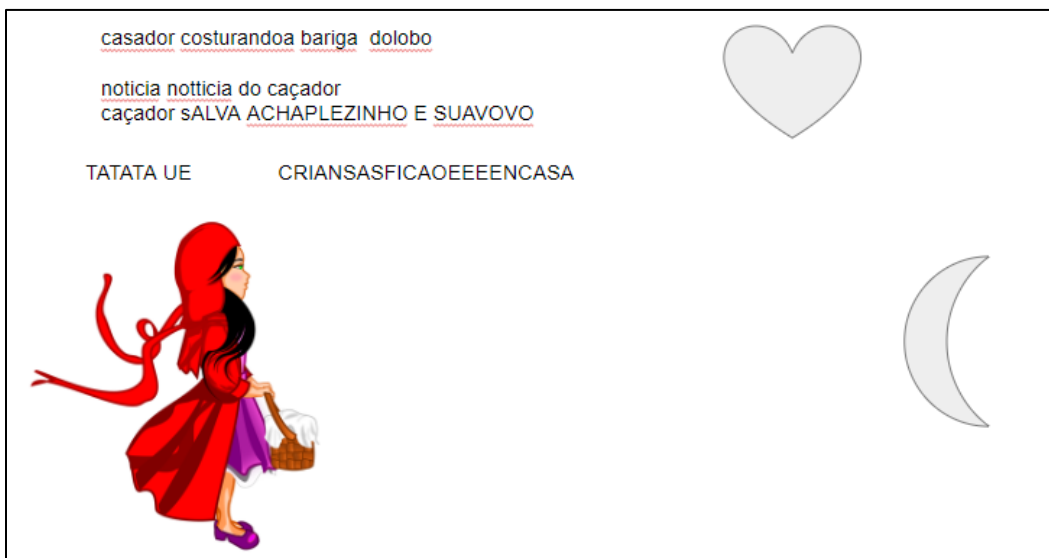 casador costurandoa bariga dolobo
noticia notticia do caçador
caçador sALVA ACHAPLEZINHO E SUAVOVO
TATATA UE CRIANSASFICAOEEEENCASA